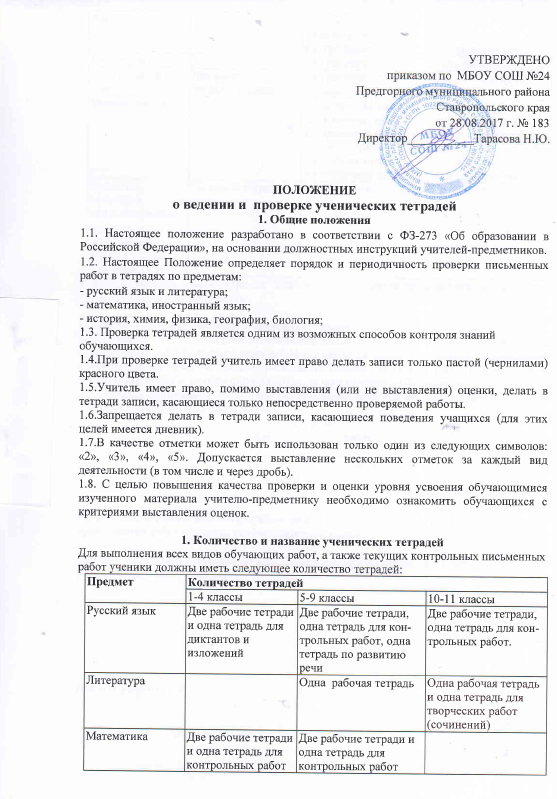 УТВЕРЖДЕНО
приказом по МБОУ СОШ №24
Предгорного муниципального района
Ставропольского края
от 28.08.2017 г. № 183
Директор ___________Тарасова Н.Ю.
МБОУ
СОШ №24
ПОЛОЖЕНИЕ
о ведении и проверке ученических тетрадей
1. Общие положения
1.1. Настоящее положение разработано в соответствии с ФЗ-273 «Об образовании в
Российской Федерации», на основании должностных инструкций учителей-предметников.
1.2. Настоящее Положение определяет порядок и периодичность проверки письменных
работ в тетрадях по предметам:
- русский язык и литература;
- математика, иностранный язык;
- история, химия, физика, география, биология;
1.3. Проверка тетрадей является одним из возможных способов контроля знаний
обучающихся.
1.4.При проверке тетрадей учитель имеет право делать записи только пастой (чернилами)
красного цвета.
1.5.Учитель имеет право, помимо выставления (или не выставления) оценки, делать в
тетради записи, касающиеся только непосредственно проверяемой работы.
1.6.Запрещается делать в тетради записи, касающиеся поведения учащихся (для этих
целей имеется дневник).
1.7.В качестве отметки может быть использован только один из следующих символов:
«2», «3», «4», «5». Допускается выставление нескольких отметок за каждый вид
деятельности (в том числе и через дробь).
1.8. С целью повышения качества проверки и оценки уровня усвоения обучающимися
изученного материала учителю-предметнику необходимо ознакомить обучающихся с
критериями выставления оценок.
1. Количество и название ученических тетрадей
Для выполнения всех видов обучающих работ, а также текущих контрольных письменных
работ ученики должны иметь следующее количество тетрадей:
Предмет Количество тетрадей
1-4 классы 5-9 классы 10-11 классы
Русский язык Две рабочие тетради Две рабочие тетради, Две рабочие тетради,
и одна тетрадь для одна тетрадь для кон- одна тетрадь для кон-
диктантов и трольных работ, одна трольных работ.
изложений тетрадь по развитию
речи
Литература Одна рабочая тетрадь Одна рабочая тетрадь
и одна тетрадь для
творческих работ
(сочинений)
Математика Две рабочие тетради Две рабочие тетради и
и одна тетрадь для одна тетрадь для
контрольных работ контрольных работ